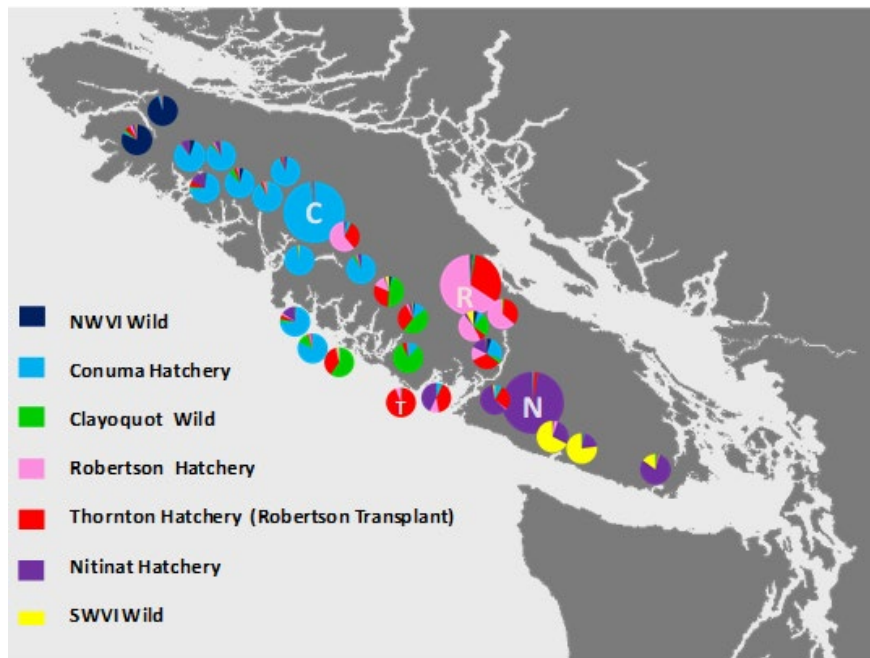 C
R
NWVI Wild
Conuma Hatchery
Clayoquot Wild
T
N
Robertson Hatchery
Thornton Hatchery (Robertson Transplant)
Nitinat Hatchery
SWVI Wild